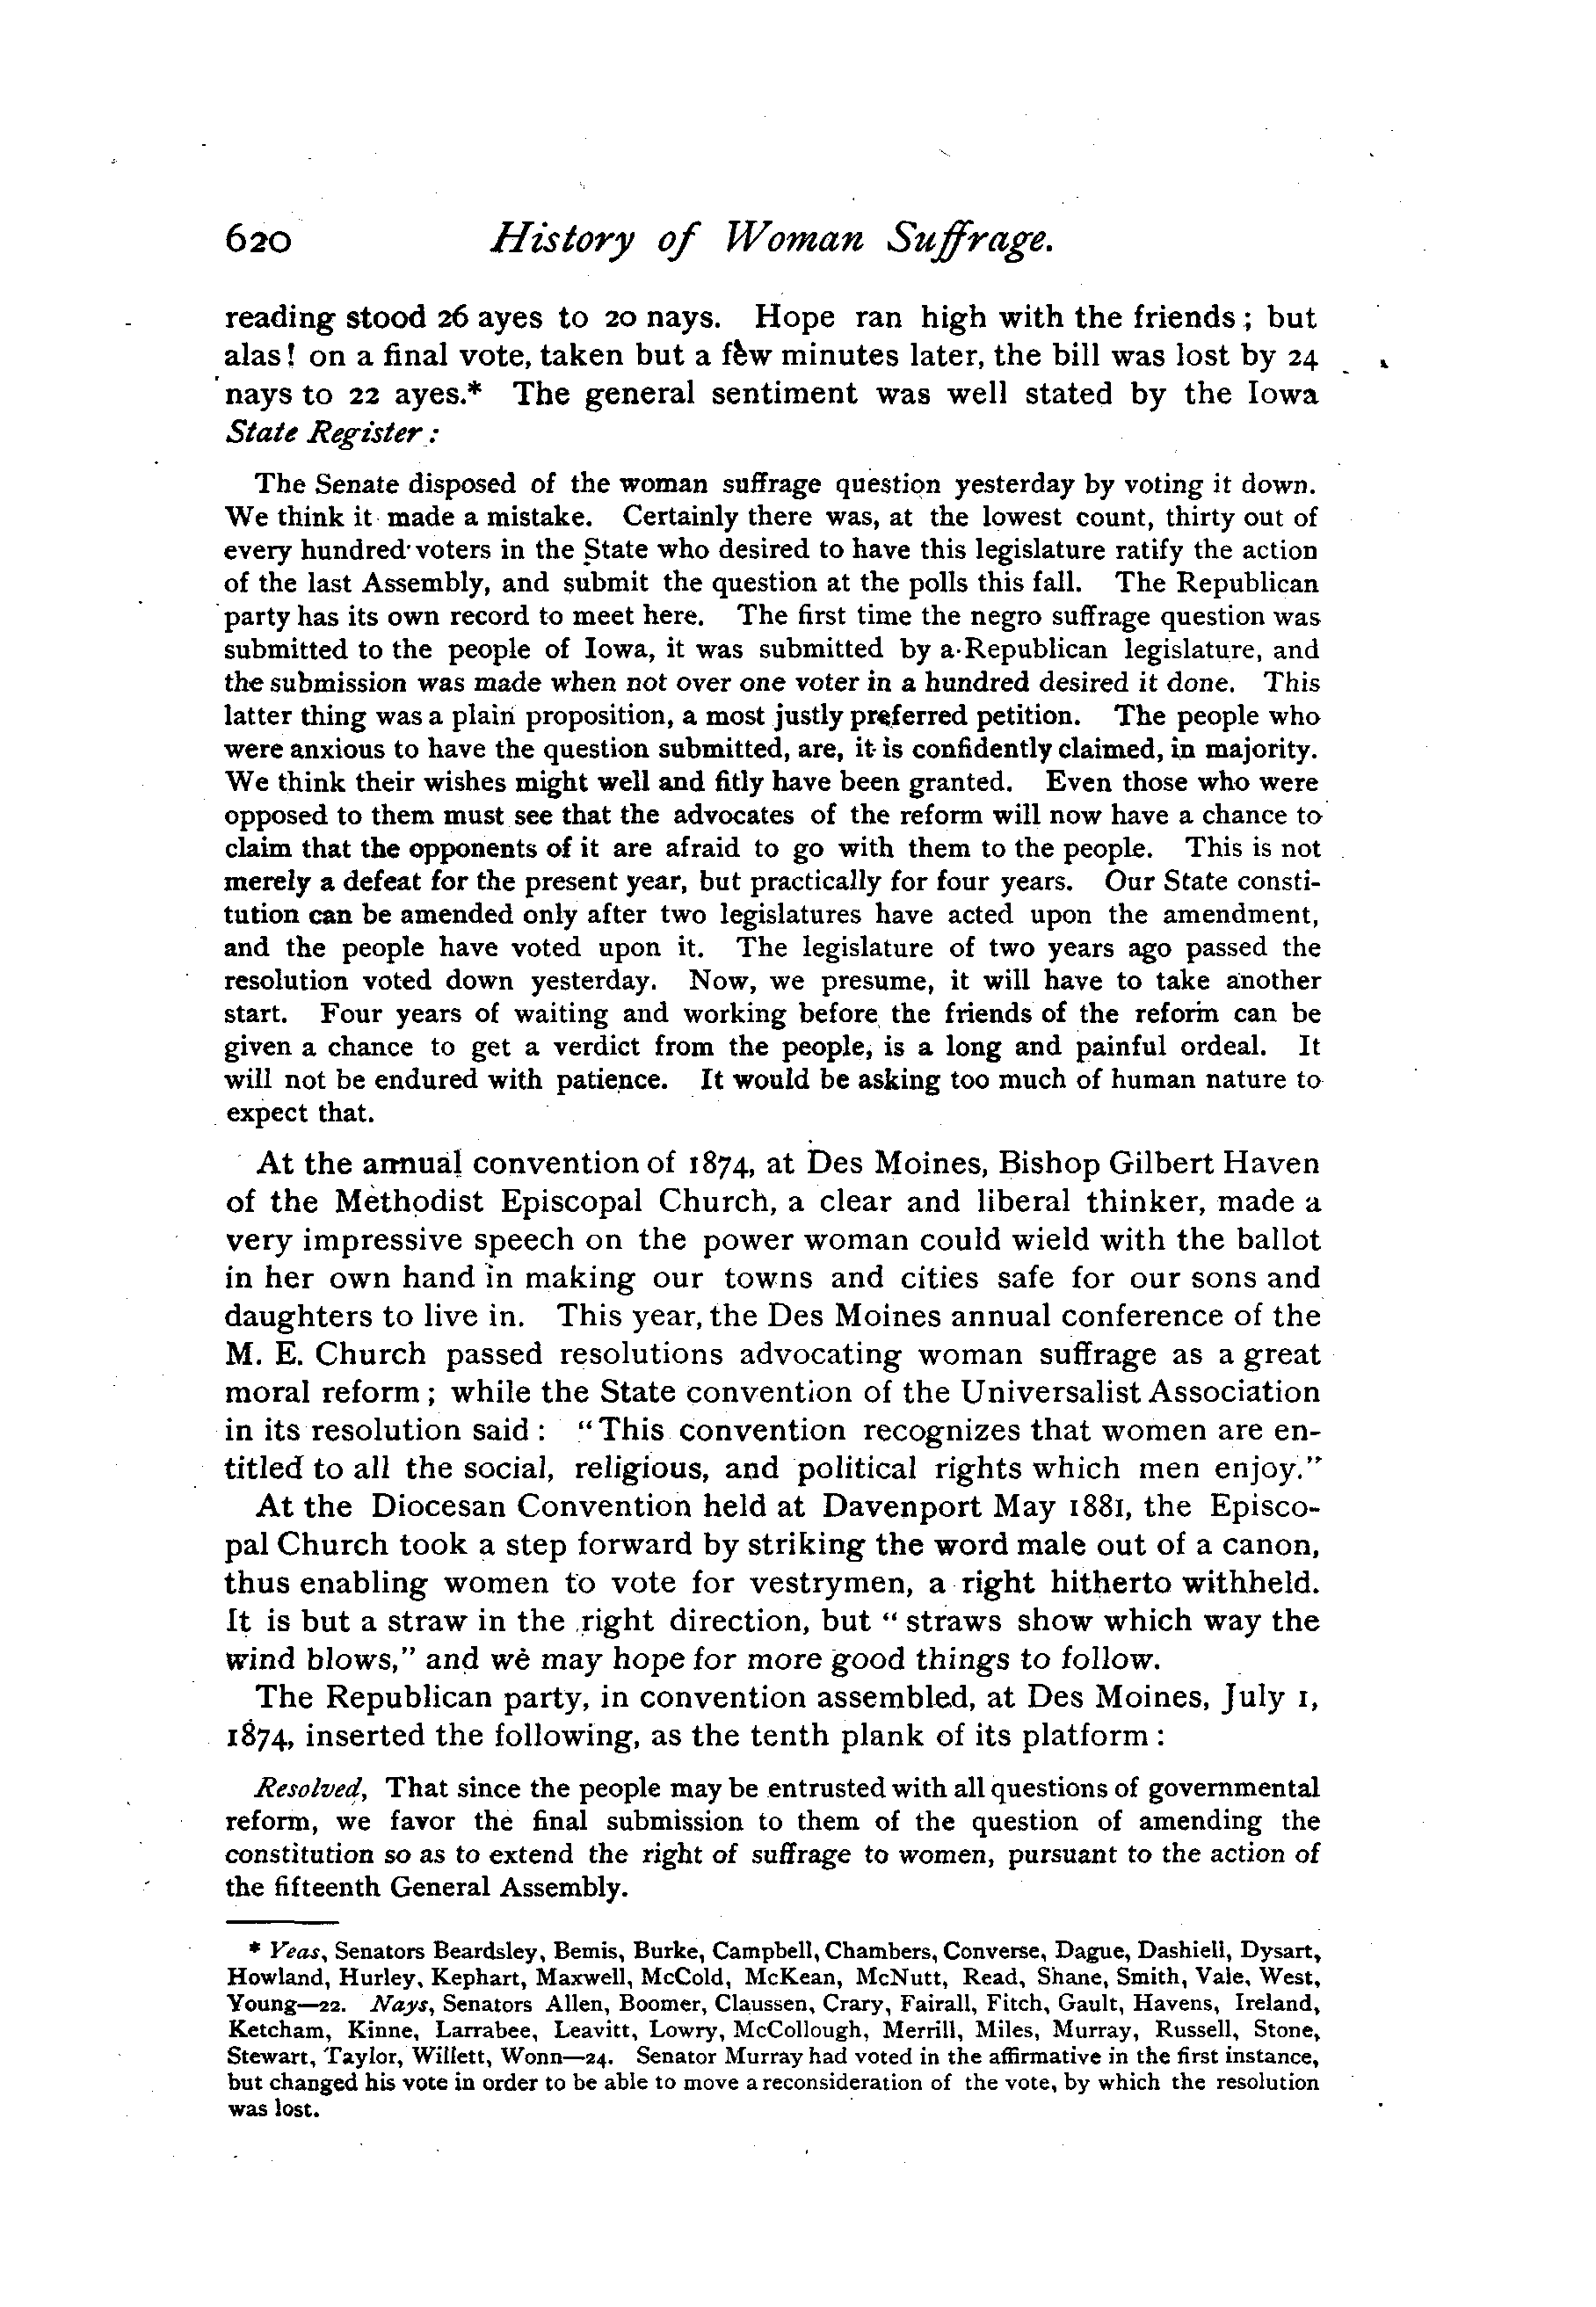 620 History of Woman Suffrage.
reading stood 26 ayes to 20 nays. Hope ran high with the friends; but
alas! on a final vote, taken but a few minutes later, the bill was lost by 24
nays to 22 ayes.* The general sentiment was well stated by the Iowa
State Register:
The Senate disposed of the woman suffrage question yesterday by voting it down.
We think it made a mistake. Certainly there was, at the lowest count, thirty out of
every hundred voters in the State who desired to have this legislature ratify the action
of the last Assembly, and submit the question at the polls this fall. The Republican
party has its own record to meet here. The first time the negro suffrage question was
submitted to the people of Iowa, it was submitted by a Republican legislature, and
the submission was made when not over one voter in a hundred desired it done. This
latter thing was a plain proposition, a most justly preferred petition. The people who
were anxious to have the question submitted, are, it is confidently claimed, in majority.
We think their wishes might well and fitly have been granted. Even those who were
opposed to them must see that the advocates of the reform will now have a chance to
claim that the opponents of it are afraid to go with them to the people. This is not
merely a defeat for the present year, but practically for four years. Our State consti-
tution can be amended only after two legislatures have acted upon the amendment,
and the people have voted upon it. The legislature of two years ago passed the
resolution voted down yesterday. Now, we presume, it will have to take another
start. Four years of waiting and working before the friends of the reform can be
given a chance to get a verdict from the people, is a long and painful ordeal. It
will not be endured with patience. It would be asking too much of human nature to
expect that.
At the annual convention of 1874, at Des Moines, Bishop Gilbert Haven
of the Methodist Episcopal Church, a clear and liberal thinker, made a
very impressive speech on the power woman could wield with the ballot
in her own hand in making our towns and cities safe for our sons and
daughters to live in. This year, the Des Moines annual conference of the
M. E. Church passed resolutions advocating woman suffrage as a great
moral reform; while the State convention of the Universalist Association
in its resolution said: "This convention recognizes that women are en-
titled to all the social, religious, and political rights which men enjoy."
At the Diocesan Convention held at Davenport May 1881, the Episco-
pal Church took a step forward by striking the word male out of a canon,
thus enabling women to vote for vestrymen, a right hitherto withheld.
It is but a straw in the right direction, but "straws show which way the
wind blows," and we may hope for more good things to follow.
The Republican party, in convention assembled, at Des Moines, July 1,
1874, inserted the following, as the tenth plank of its platform:
Resolved, That since the people may be entrusted with all questions of governmental
reform, we favor the final submission to them of the question of amending the
constitution so as to extend the right of suffrage to women, pursuant to the action of
the fifteenth General Assembly.
* Yeas, Senators Beardsley, Bemis, Burke, Campbell, Chambers, Converse, Dague, Dashiell, Dysart,
Howland, Hurley, Kephart, Maxwell, McCold, McKean, McNutt, Read, Shane, Smith, Vale, West,
Young—22. Nays, Senators Allen, Boomer, Claussen, Crary, Fairall, Fitch, Gault, Havens, Ireland,
Ketcham, Kinne, Larrabee, Leavitt, Lowry, McCollough, Merrill, Miles, Murray, Russell, Stone,
Stewart, Taylor, Willett, Wonn—24. Senator Murray had voted in the affirmative in the first instance,
but changed his vote in order to be able to move a reconsideration of the vote, by which the resolution
was lost.